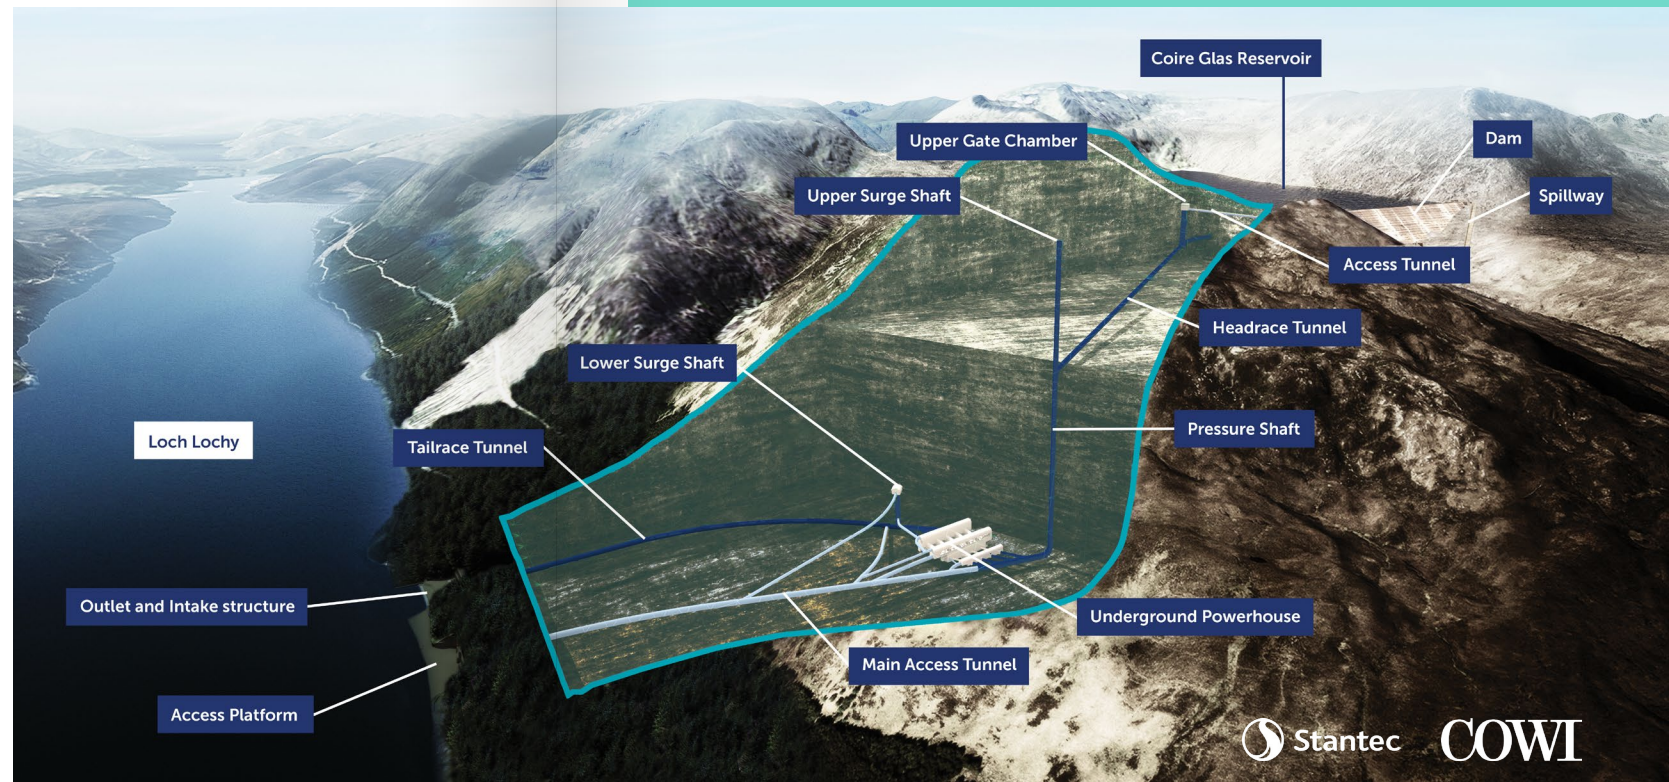 Coire Glas Reservoir
Dam
Upper Gate Chamber
Upper Surge Shaft
Spillway
Access Tunnel
Headrace Tunnel
Lower Surge Shaft
Pressure Shaft
Loch Lochy
Tailrace Tunnel
Outlet and Intake structure
Underground Powerhouse
Main Access Tunnel
Access Platform
Stantec
COWI